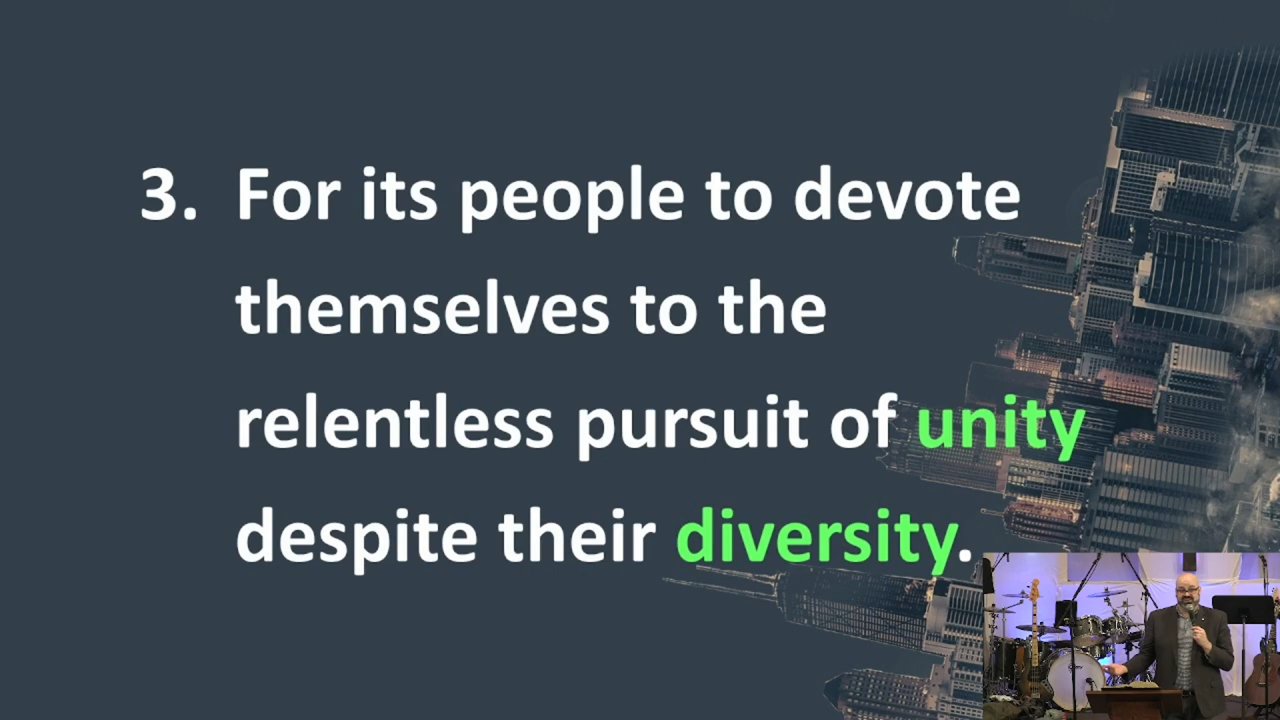 3. For its people to devote
themselves to the
relentless pursuit of unity
despite their diversity.